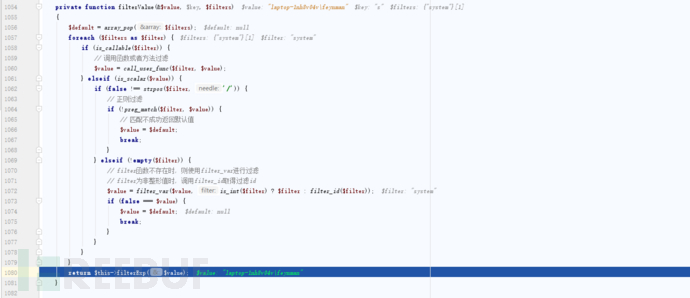 1054 private function filterValue(&$value, $key, $filters) $value: "laptop-1nh8v04v\feynman" $key: "s" $filters: {"system"}[1]
1055 {
1056 $default = array_pop( &array: $filters); $default: null
1057 foreach ($filters as $filter) { $filters: {"system"}[1] $filter: "system"
1058 if (is_callable($filter)) {
1059 // 调用函数或者方法过滤
1060 $value = call_user_func($filter, $value);
1061 } elseif (is_scalar($value)) {
1062 if (false !== strpos($filter, needle: '/')) {
1063 // 正则过滤
1064 if (!preg_match($filter, $value)) {
1065 // 匹配不成功返回默认值
1066 $value = $default;
1067 break;
1068 }
1069 } elseif (!empty($filter)) {
1070 // filter函数不存在时, 则使用filter_var进行过滤
1071 // filter为非整形值时, 调用filter_id取得过滤id
1072 $value = filter_var($value, filter: is_int($filter) ? $filter : filter_id($filter)); $filter: "system"
1073 if (false === $value) {
1074 $value = $default; $default: null
1075 break;
1076 }
1077 }
1078 }
1079 }
1080 return $this->filterExp( $value); $value: "laptop-1nh8v04v\feynman"
1081 }
1082
REEBUF